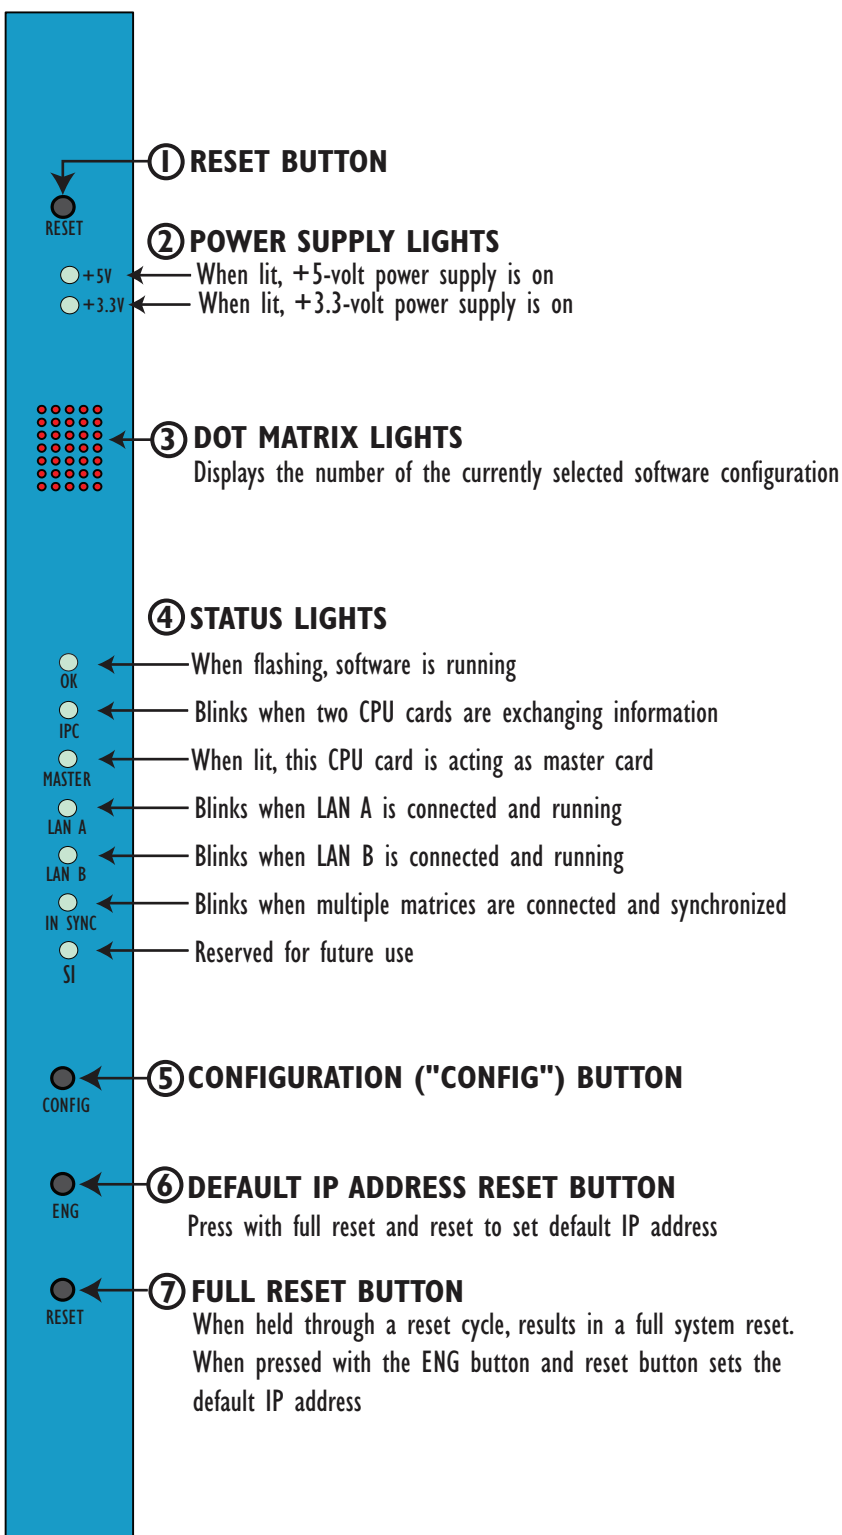 ① RESET BUTTON
RESET
② POWER SUPPLY LIGHTS
+5V
When lit, +5-volt power supply is on
+3.3V
When lit, +3.3-volt power supply is on
③ DOT MATRIX LIGHTS
Displays the number of the currently selected software configuration
④ STATUS LIGHTS
OK
When flashing, software is running
IPC
Blinks when two CPU cards are exchanging information
MASTER
When lit, this CPU card is acting as master card
LAN A
Blinks when LAN A is connected and running
LAN B
Blinks when LAN B is connected and running
IN SYNC
Blinks when multiple matrices are connected and synchronized
SI
Reserved for future use
⑤ CONFIGURATION ("CONFIG") BUTTON
CONFIG
⑥ DEFAULT IP ADDRESS RESET BUTTON
ENG
Press with full reset and reset to set default IP address
⑦ FULL RESET BUTTON
RESET
When held through a reset cycle, results in a full system reset.
When pressed with the ENG button and reset button sets the
default IP address